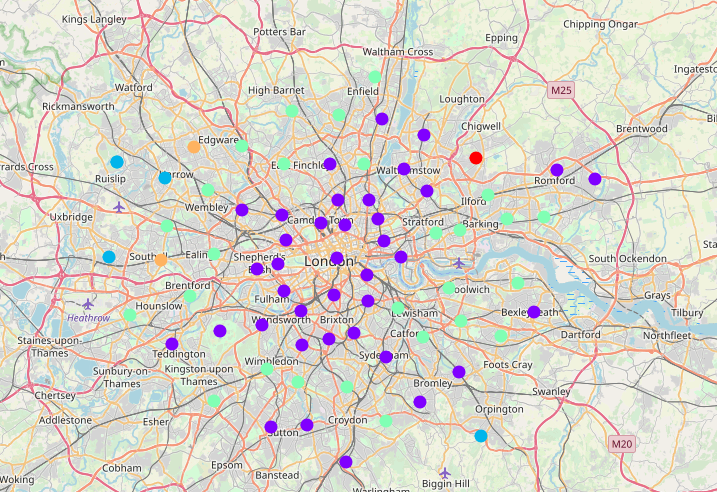 Kings Langley
Chipping Ongar
Potters Bar
Epping
Waltham Cross
Ingatesto
Watford
High Barnet
Enfield
M25
Rickmansworth
Loughton
Chigwell
Brentwood
Edgware
rrards Cross
Harrow
East Finchley
Walthamstow
Ruislip
Romford
Uxbridge
Wembley
Ilford
Camden Town
Stratford
Barking
South Ockendon
Ealing
Shepherd's
Bush
London
Brentford
Woolwich
Grays
Heathrow
Hounslow
Fulham
Tilbury
Wandsworth
Brixton
Lewisham
Bexleyheath
Staines-upon-
Thames
Catford
Dartford
Northfleet
Teddington
Wimbledon
Sydenham
Foots Cray
Sunbury-on-
Thames
Kingston upon
Thames
Bromley
Swanley
Chertsey
Orpington
Addlestone
Esher
Croydon
Sutton
M20
Cobham
Epsom
Banstead
Biggin Hill
Woking
Warlingham